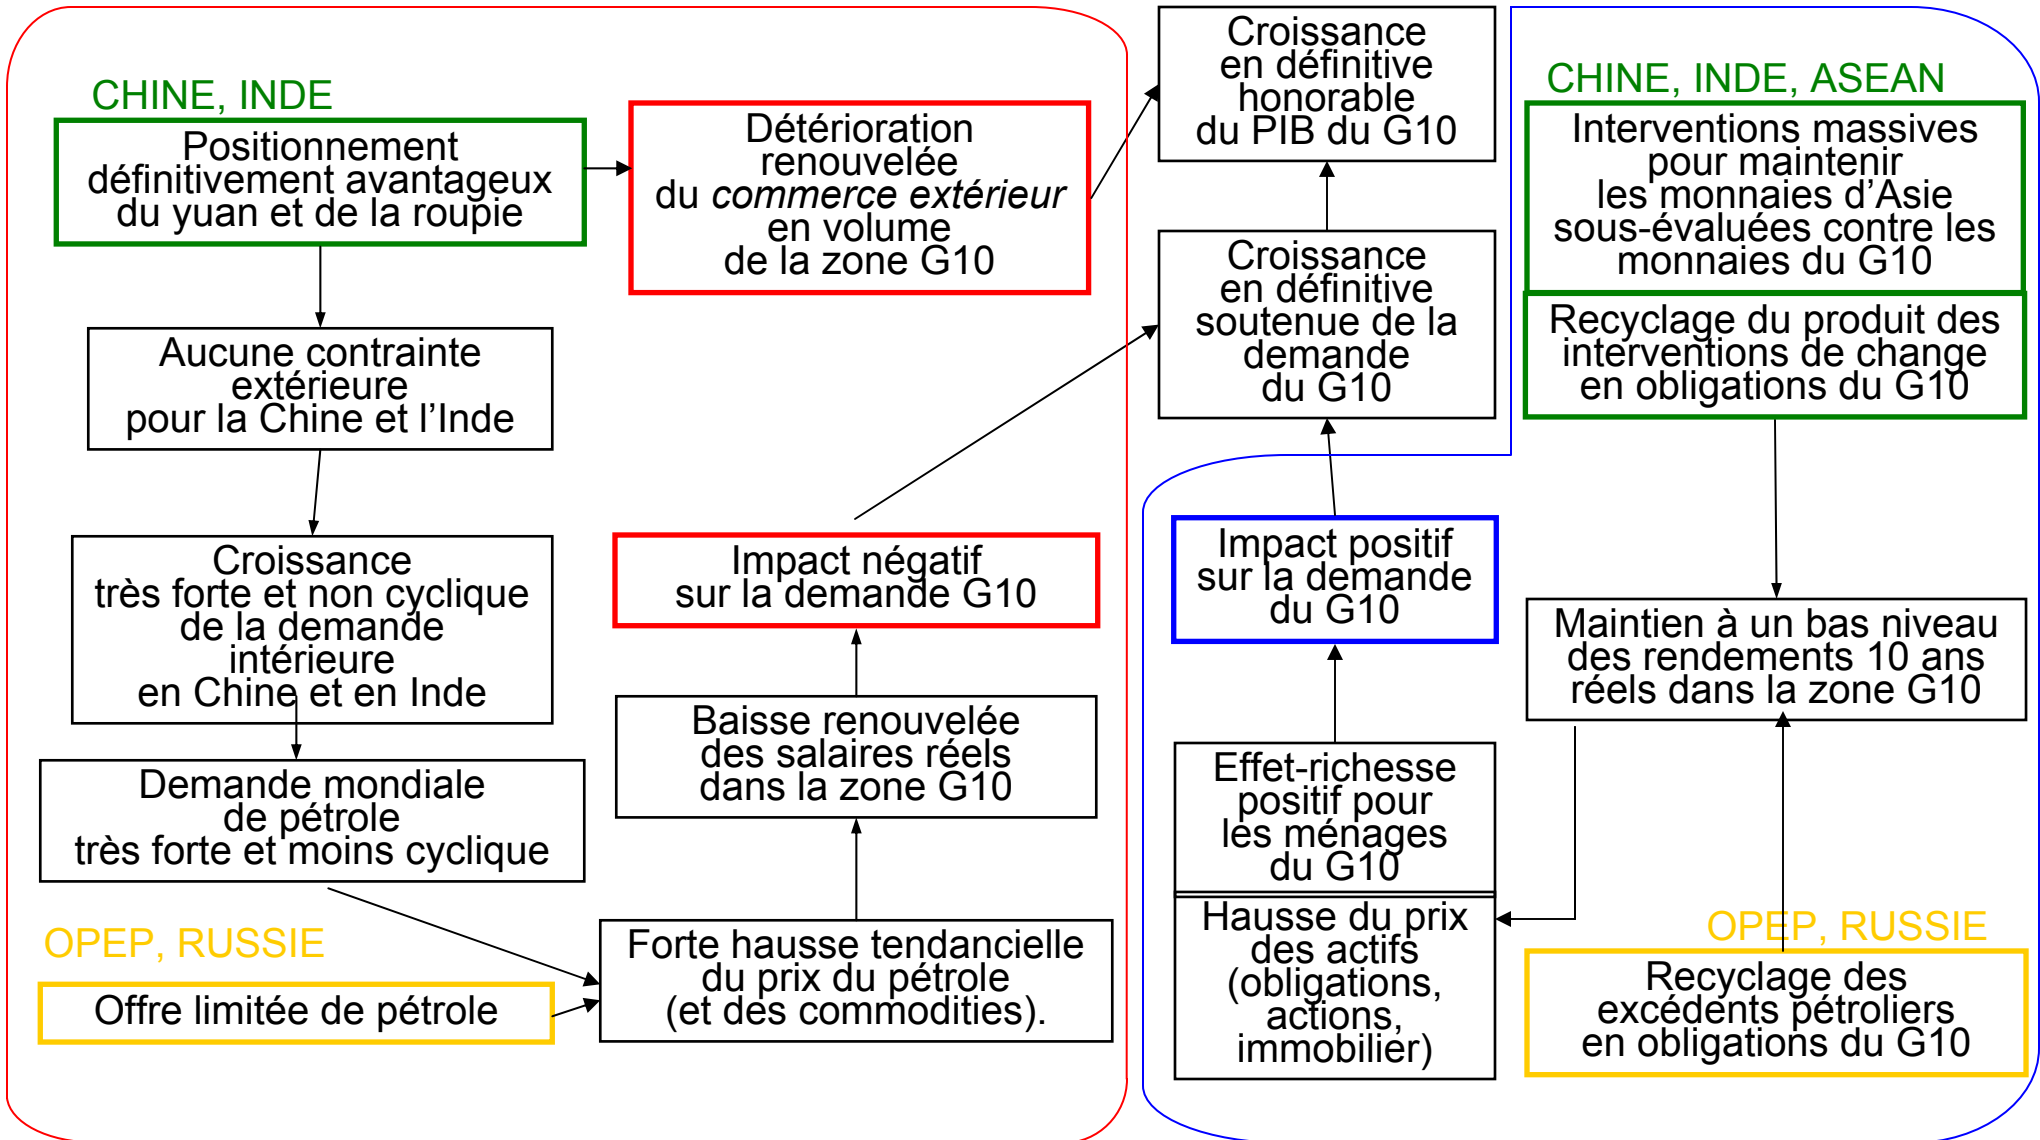 CHINE, INDE
Positionnement
définitivement avantageux
du yuan et de la roupie
Détérioration
renouvelée
du commerce extérieur
en volume
de la zone G10
Croissance
en définitive
honorable
du PIB du G10
CHINE, INDE, ASEAN
Interventions massives
pour maintenir
les monnaies d’Asie
sous-évaluées contre les
monnaies du G10
Croissance
en définitive
soutenue de la
demande
du G10
Recyclage du produit des
interventions de change
en obligations du G10
Aucune contrainte
extérieure
pour la Chine et l’Inde
Croissance
très forte et non cyclique
de la demande
intérieure
en Chine et en Inde
Impact négatif
sur la demande G10
Impact positif
sur la demande
du G10
Maintien à un bas niveau
des rendements 10 ans
réels dans la zone G10
Baisse renouvelée
des salaires réels
dans la zone G10
Demande mondiale
de pétrole
très forte et moins cyclique
Effet-richesse
positif pour
les ménages
du G10
OPEP, RUSSIE
Offre limitée de pétrole
Forte hausse tendancielle
du prix du pétrole
(et des commodities).
Hausse du prix
des actifs
(obligations,
actions,
immobilier)
OPEP, RUSSIE
Recyclage des
excédents pétroliers
en obligations du G10